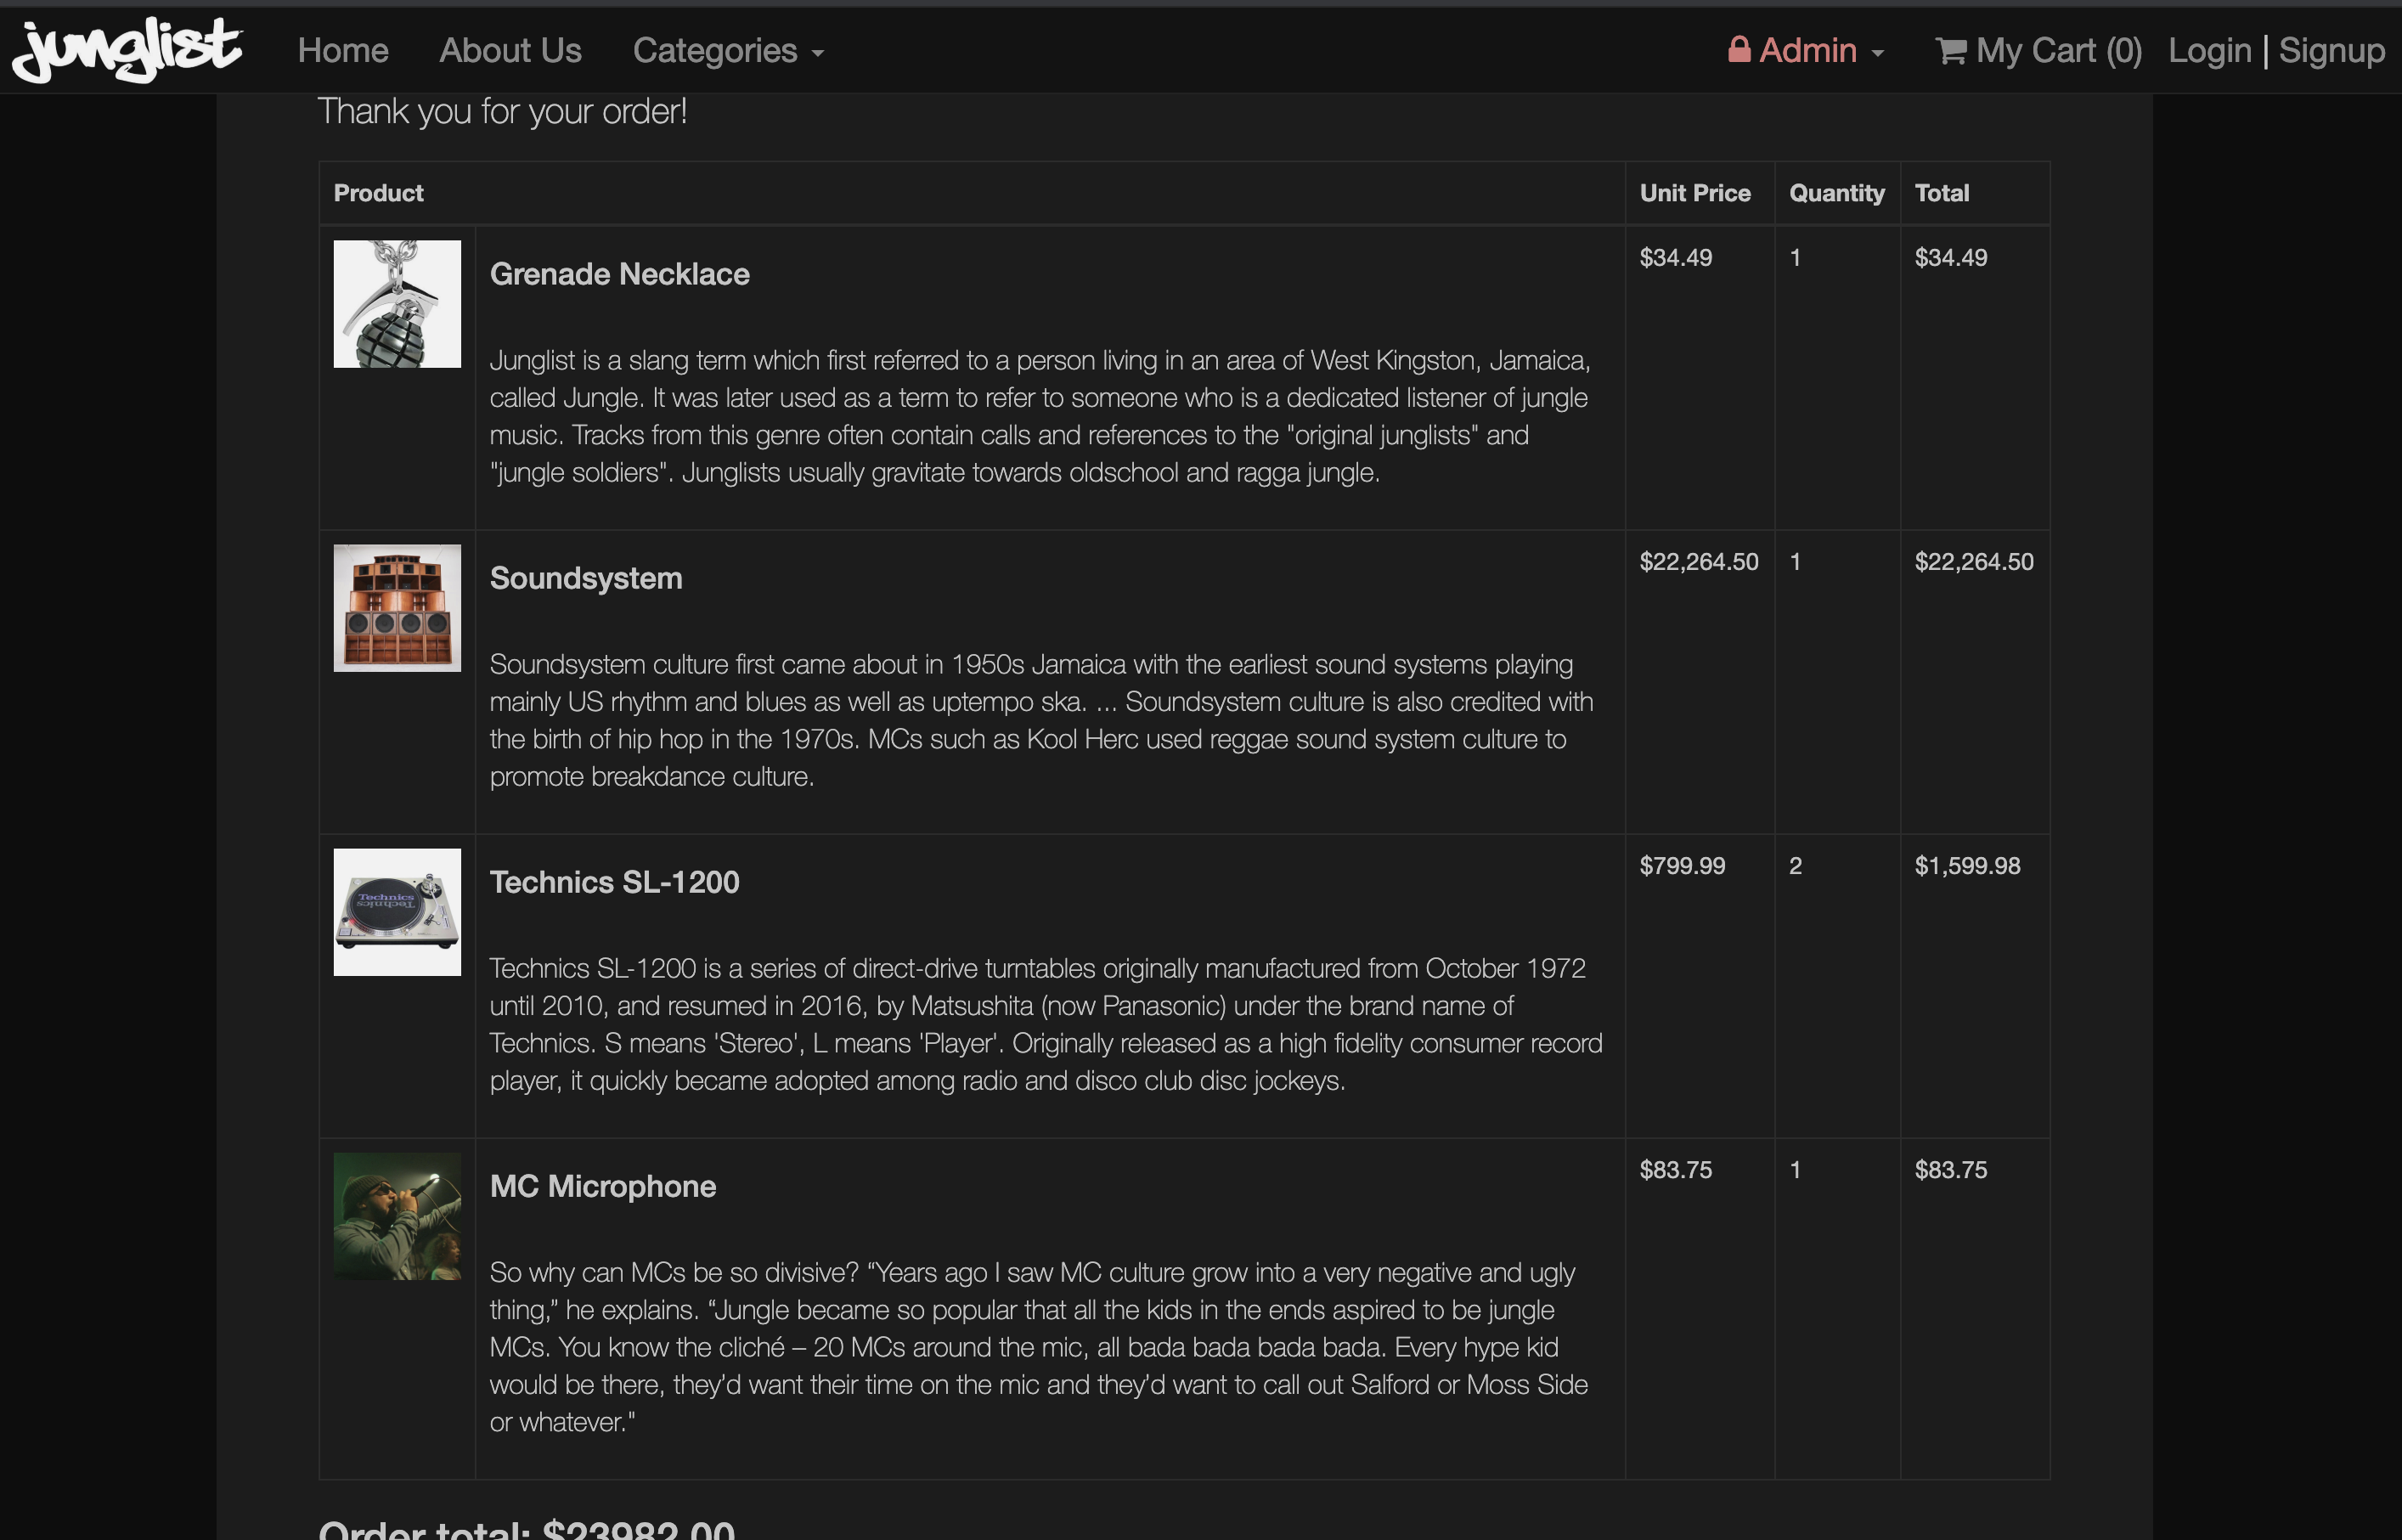 junglist Home About Us Categories Admin My Cart (0) Login | Signup
Thank you for your order!
Product Unit Price Quantity Total
Grenade Necklace $34.49 1 $34.49
Junglist is a slang term which first referred to a person living in an area of West Kingston, Jamaica,
called Jungle. It was later used as a term to refer to someone who is a dedicated listener of jungle
music. Tracks from this genre often contain calls and references to the "original junglists" and
"jungle soldiers". Junglists usually gravitate towards oldschool and ragga jungle.
Soundsystem $22,264.50 1 $22,264.50
Soundsystem culture first came about in 1950s Jamaica with the earliest sound systems playing
mainly US rhythm and blues as well as uptempo ska. ... Soundsystem culture is also credited with
the birth of hip hop in the 1970s. MCs such as Kool Herc used reggae sound system culture to
promote breakdance culture.
Technics
Technics SL-1200 $799.99 2 $1,599.98
Technics SL-1200 is a series of direct-drive turntables originally manufactured from October 1972
until 2010, and resumed in 2016, by Matsushita (now Panasonic) under the brand name of
Technics. S means 'Stereo', L means 'Player'. Originally released as a high fidelity consumer record
player, it quickly became adopted among radio and disco club disc jockeys.
MC Microphone $83.75 1 $83.75
So why can MCs be so divisive? “Years ago I saw MC culture grow into a very negative and ugly
thing,” he explains. “Jungle became so popular that all the kids in the ends aspired to be jungle
MCs. You know the cliché – 20 MCs around the mic, all bada bada bada bada. Every hype kid
would be there, they’d want their time on the mic and they’d want to call out Salford or Moss Side
or whatever."
Order total: $23982.00